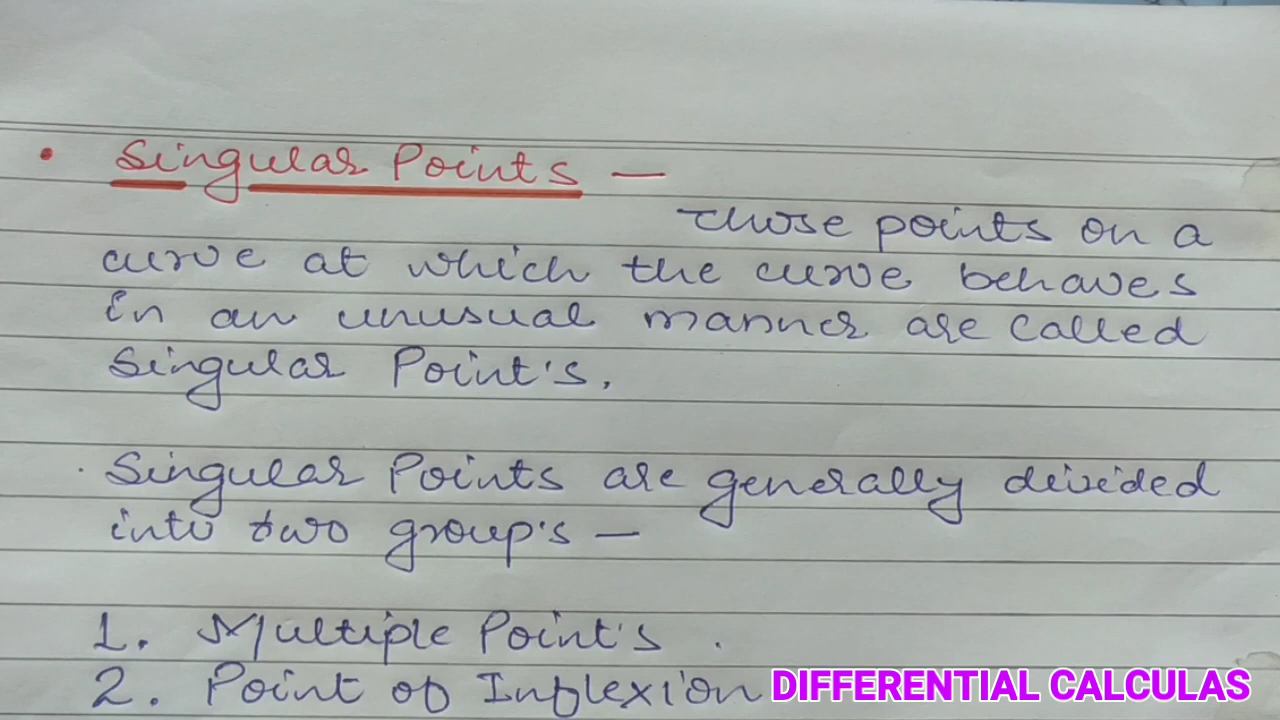 • Singular Points —
those points on a
curve at which the curve behaves
in an unusual manner are called
Singular Point's.
· Singular Points are generally divided
into two group's —
1. Multiple Point's .
2. Point of Inflexion
DIFFERENTIAL CALCULAS